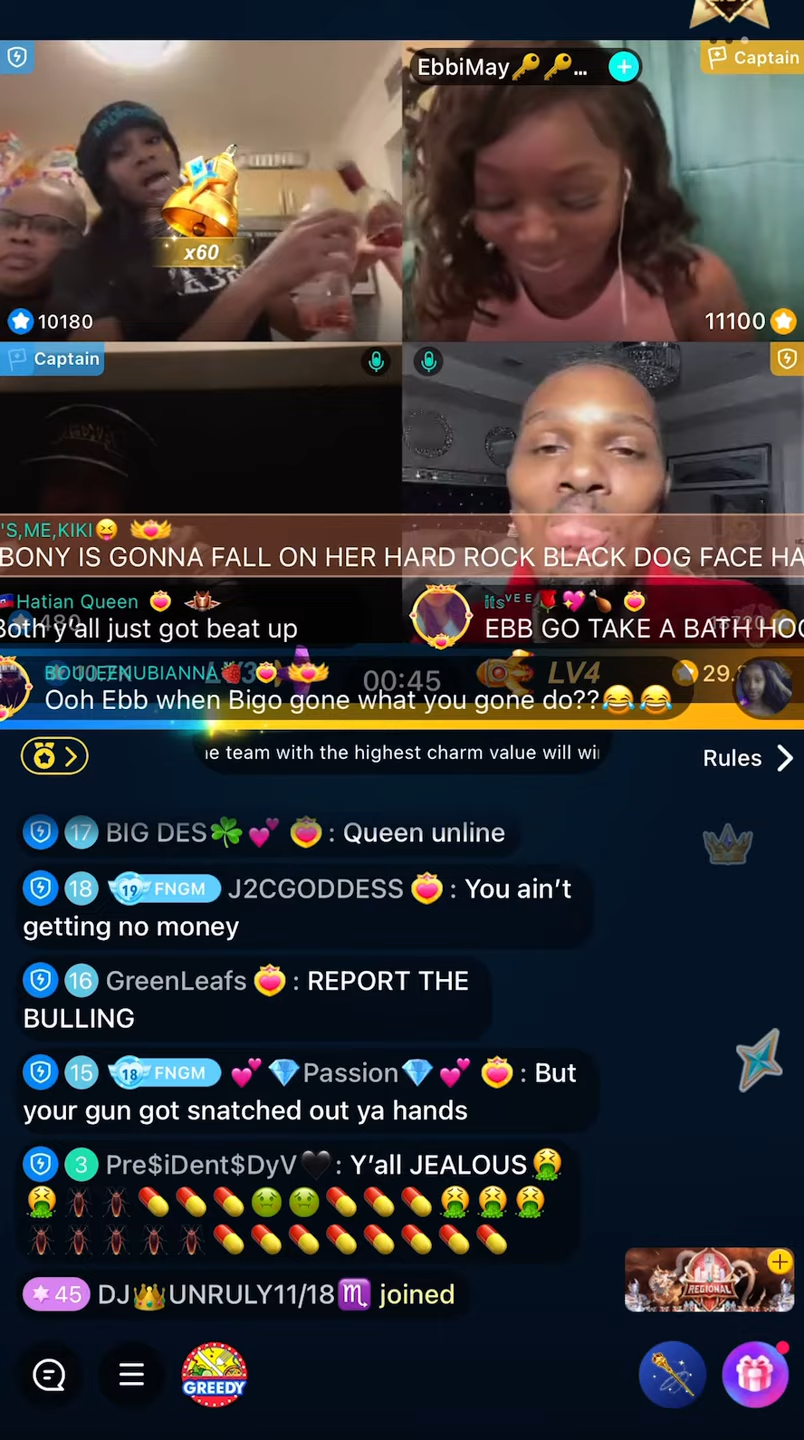 EbbiMay🔑🔑...
Captain
x60
10180
11100
Captain
'S,ME,KIKI😝
BONY IS GONNA FALL ON HER HARD ROCK BLACK DOG FACE HA
Hatian Queen
Both y'all just got beat up
itsᵛᴱᴱ🌹💖🍗
EBB GO TAKE A BATH HOO
BOUJEENUBIANNA🍓
00:45
LV4
29.
Ooh Ebb when Bigo gone what you gone do??😂😂
e team with the highest charm value will wi
Rules
17 BIG DES☘️💕 : Queen unline
18 19 FNGM J2CGODDESS : You ain't
getting no money
16 GreenLeafs : REPORT THE
BULLING
15 18 FNGM 💕💎Passion💎💕 : But
your gun got snatched out ya hands
3 Pre$iDent$DyV🖤: Y'all JEALOUS🤮
🤮🪳🪳💊💊💊🤢🤢💊💊💊🤮🤮🤮
🪳🪳🪳🪳🪳💊💊💊💊💊💊💊💊
45 DJ👑UNRULY11/18♏ joined
REGIONAL
GREEDY